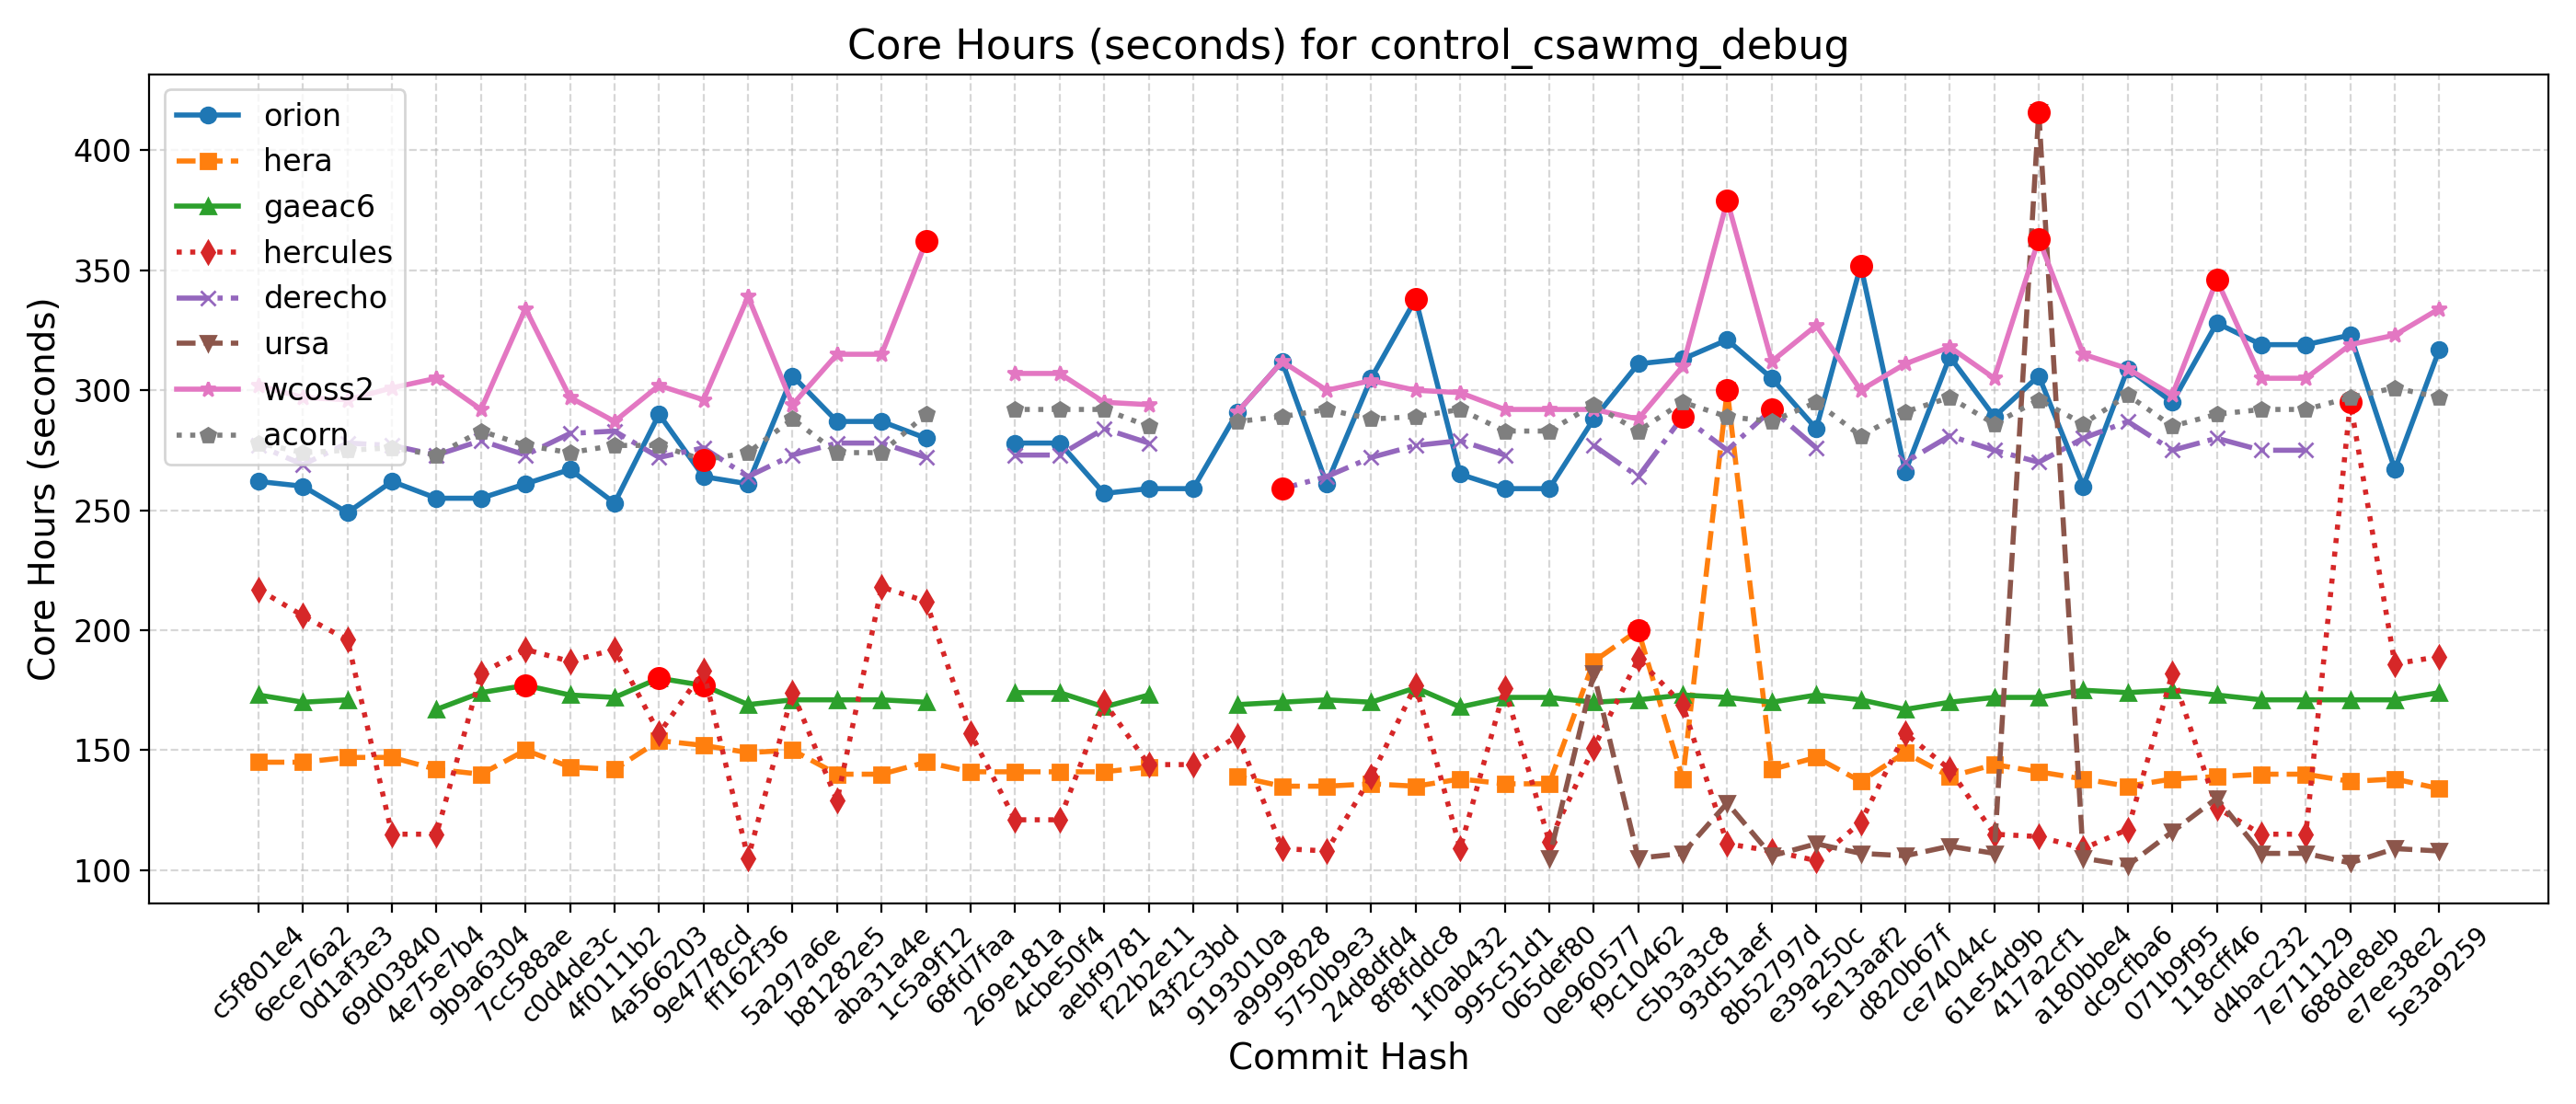 Core Hours (seconds) for control_csawmg_debug
Core Hours (seconds)
400
350
300
250
200
150
100
orion
hera
gaeac6
hercules
derecho
ursa
wcoss2
acorn
c5f801e4
6ece76a2
0d1af3e3
69d03840
4e75e7b4
9b9a6304
7cc588ae
c0d4de3c
4f0111b2
4a566203
9e4778cd
ff162f36
5a297a6e
b81282e5
aba31a4e
1c5a9f12
68fd7faa
269e181a
4cbe50f4
aebf9781
f22b2e11
43f2c3bd
9193010a
a9999828
5750b9e3
24d8dfd4
8f8fddc8
1f0ab432
995c51d1
065def80
0e960577
f9c10462
c5b3a3c8
93d51aef
8b52797d
e39a250c
5e13aaf2
d820b67f
ce74044c
61e54d9b
417a2cf1
a180bbe4
dc9cfba6
071b9f95
118cff46
d4bac232
7e711129
688de8eb
e7ee38e2
5e3a9259
Commit Hash